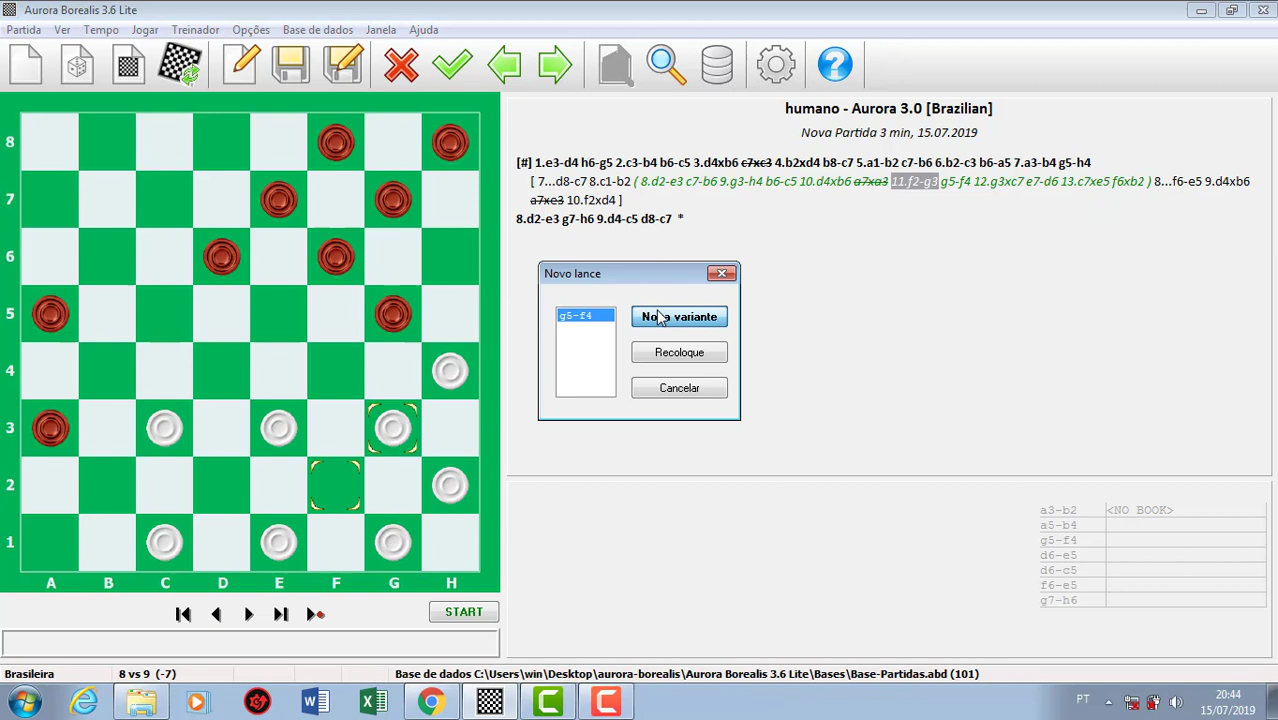 Aurora Borealis 3.6 Lite
Partida Ver Tempo Jogar Treinador Opções Base de dados Janela Ajuda
humano - Aurora 3.0 [Brazilian]
Nova Partida 3 min, 15.07.2019
[#] 1.e3-d4 h6-g5 2.c3-b4 b6-c5 3.d4xb6 c7xc3 4.b2xd4 b8-c7 5.a1-b2 c7-b6 6.b2-c3 b6-a5 7.a3-b4 g5-h4
[ 7...d8-c7 8.c1-b2 ( 8.d2-e3 c7-b6 9.g3-h4 b6-c5 10.d4xb6 a7xa3 11.f2-g3 g5-f4 12.g3xc7 e7-d6 13.c7xe5 f6xb2 ) 8...f6-e5 9.d4xb6
a7xe3 10.f2xd4 ]
8.d2-e3 g7-h6 9.d4-c5 d8-c7 *
Novo lance
g5-f4
variante
Recoloque
Cancelar
8
7
6
5
4
3
2
1
A B C D E F G H
START
a3-b2 <NO BOOK>
a5-b4
g5-f4
d6-e5
d6-c5
f6-e5
g7-h6
Brasileira 8 vs 9 (-7) Base de dados C:\Users\win\Desktop\aurora-borealis\Aurora Borealis 3.6 Lite\Bases\Base-Partidas.abd (101)
PT
20:44
15/07/2019